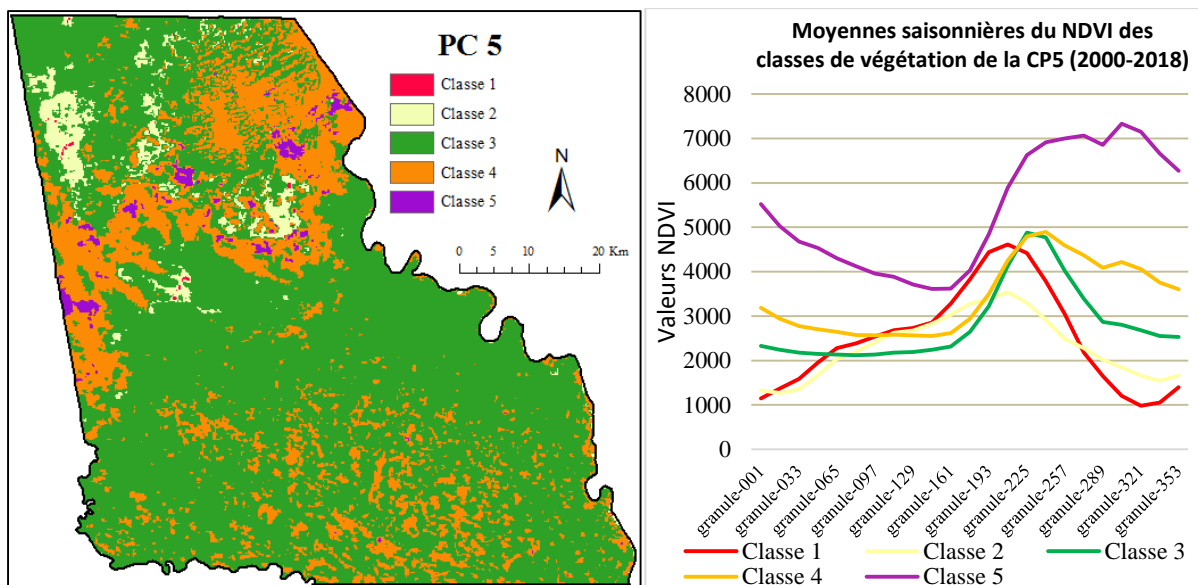 PC 5
Classe 1
Classe 2
Classe 3
Classe 4
Classe 5
N
0 10 20 Km
Moyennes saisonnières du NDVI des
classes de végétation de la CP5 (2000-2018)
Valeurs NDVI
8000
7000
6000
5000
4000
3000
2000
1000
0
granule-001
granule-033
granule-065
granule-097
granule-129
granule-161
granule-193
granule-225
granule-257
granule-289
granule-321
granule-353
Classe 1 Classe 2 Classe 3
Classe 4 Classe 5